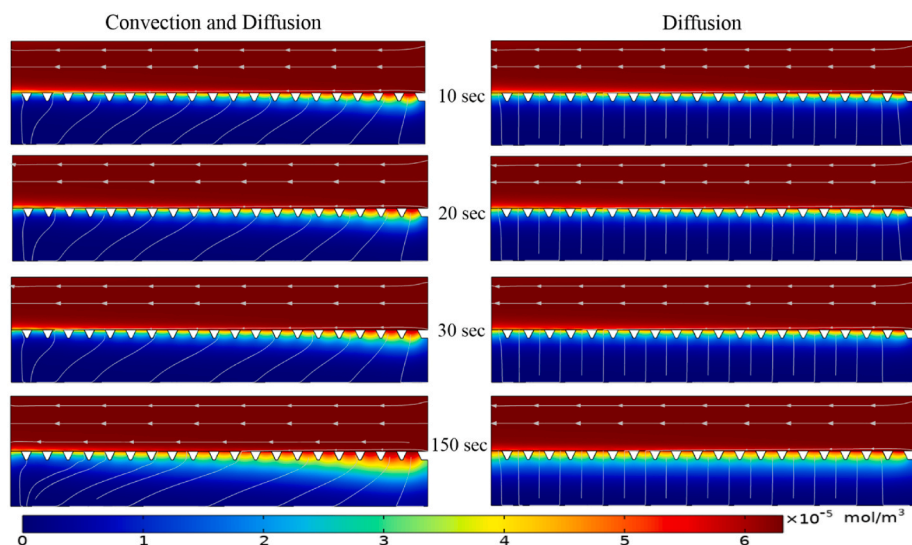 Convection and Diffusion
Diffusion
10 sec
20 sec
30 sec
150 sec
0 1 2 3 4 5 6 ×10⁻⁵ mol/m³